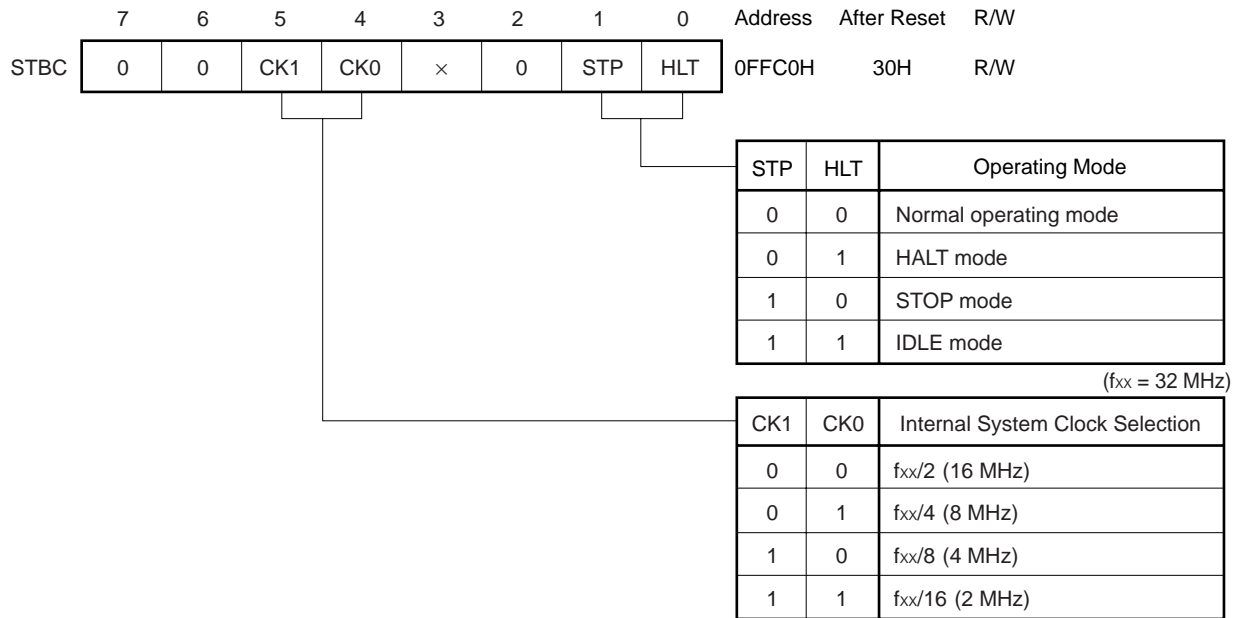 7 6 5 4 3 2 1 0 Address After Reset R/W
STBC 0 0 CK1 CK0 × 0 STP HLT 0FFC0H 30H R/W
STP HLT Operating Mode
0 0 Normal operating mode
0 1 HALT mode
1 0 STOP mode
1 1 IDLE mode
(fxx = 32 MHz)
CK1 CK0 Internal System Clock Selection
0 0 fxx/2 (16 MHz)
0 1 fxx/4 (8 MHz)
1 0 fxx/8 (4 MHz)
1 1 fxx/16 (2 MHz)